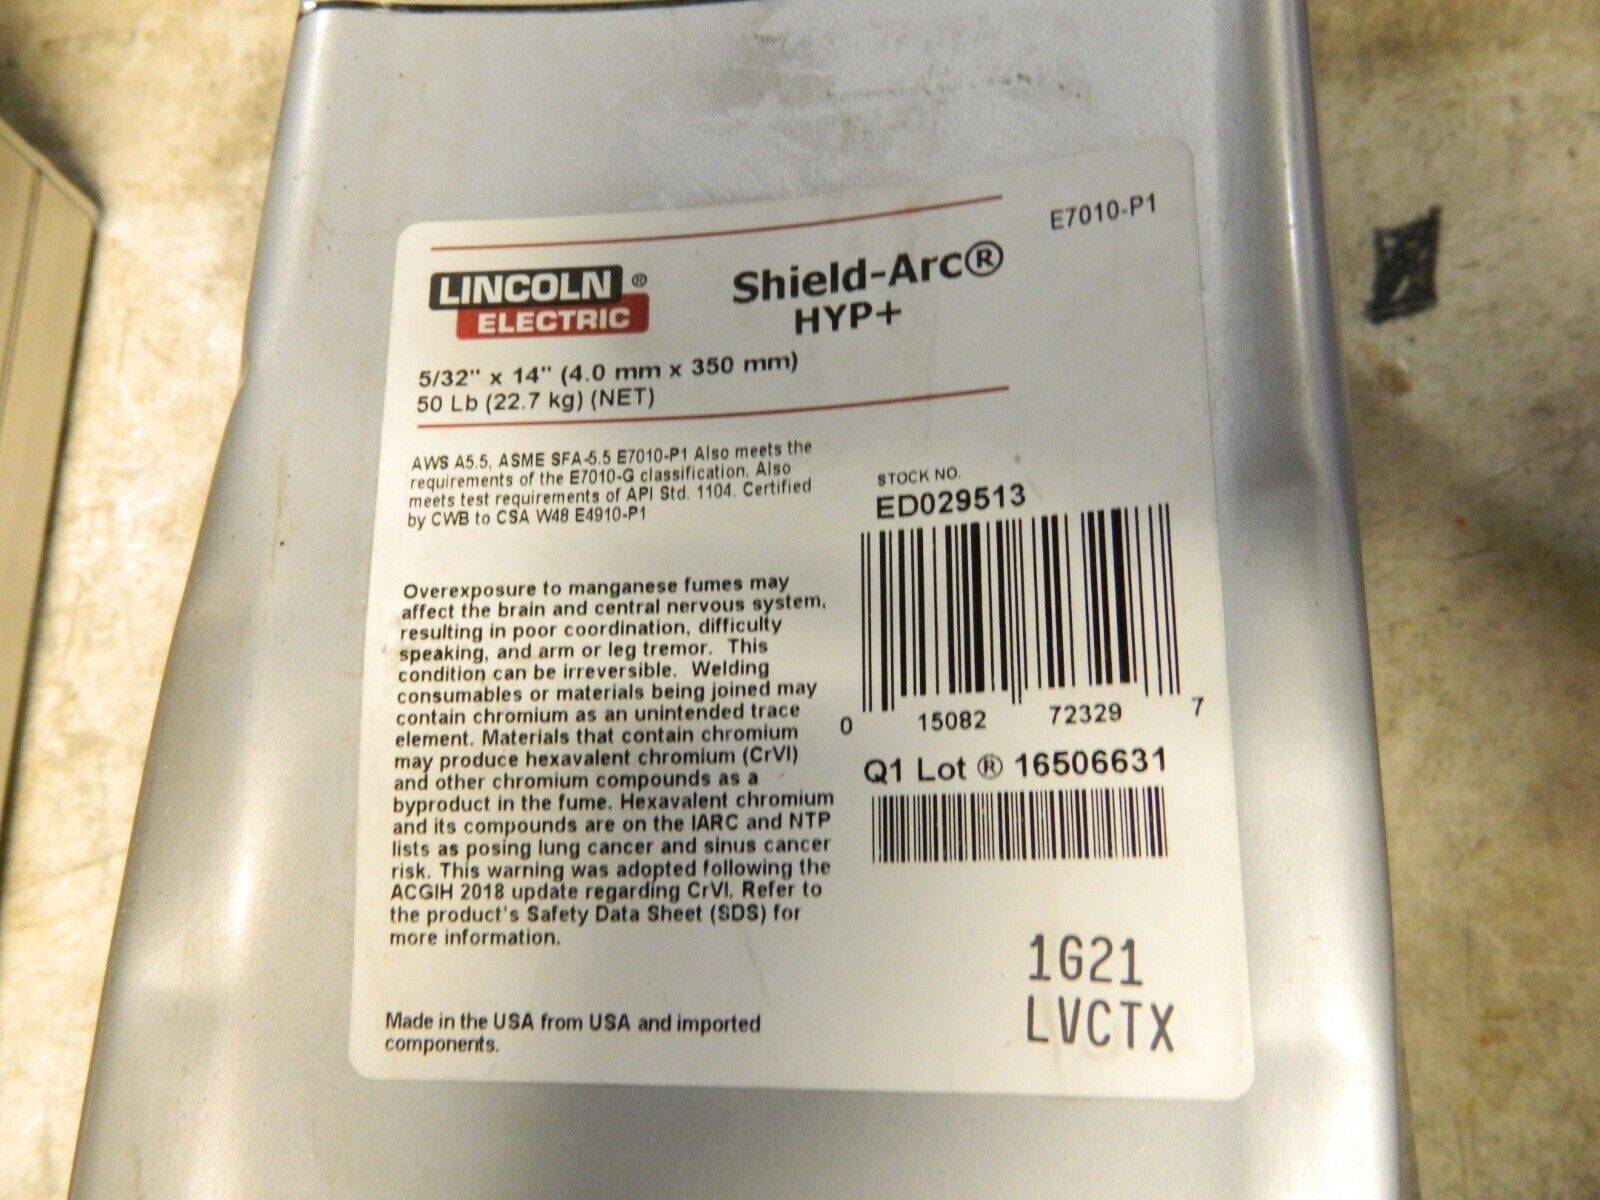 E7010-P1
LINCOLN ®
ELECTRIC
Shield-Arc®
HYP+
5/32" x 14" (4.0 mm x 350 mm)
50 Lb (22.7 kg) (NET)
AWS A5.5, ASME SFA-5.5 E7010-P1 Also meets the
requirements of the E7010-G classification. Also
meets test requirements of API Std. 1104. Certified
by CWB to CSA W48 E4910-P1
Overexposure to manganese fumes may
affect the brain and central nervous system,
resulting in poor coordination, difficulty
speaking, and arm or leg tremor. This
condition can be irreversible. Welding
consumables or materials being joined may
contain chromium as an unintended trace
element. Materials that contain chromium
may produce hexavalent chromium (CrVI)
and other chromium compounds as a
byproduct in the fume. Hexavalent chromium
and its compounds are on the IARC and NTP
lists as posing lung cancer and sinus cancer
risk. This warning was adopted following the
ACGIH 2018 update regarding CrVI. Refer to
the product's Safety Data Sheet (SDS) for
more information.
Made in the USA from USA and imported
components.
STOCK NO.
ED029513
0 15082 72329 7
Q1 Lot ® 16506631
1G21
LVCTX